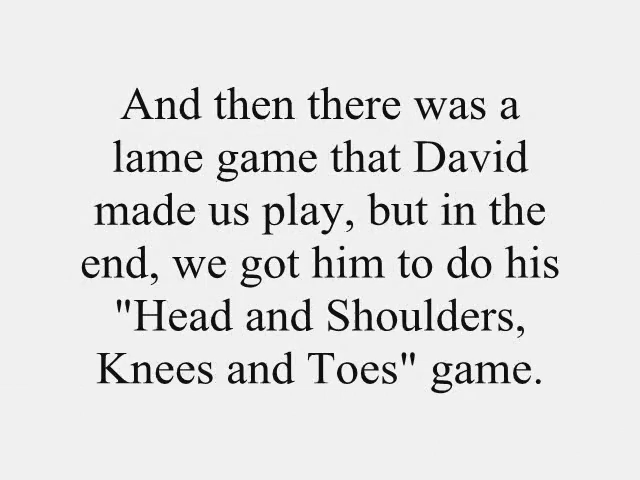 And then there was a
lame game that David
made us play, but in the
end, we got him to do his
"Head and Shoulders,
Knees and Toes" game.